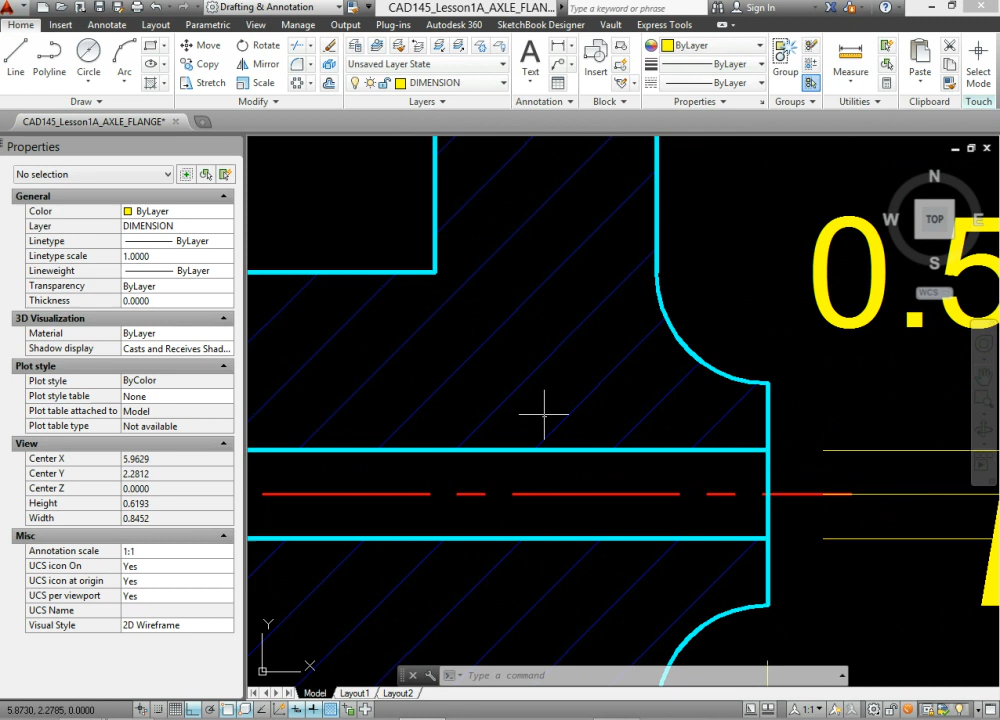 Drafting & Annotation
CAD145_Lesson1A_AXLE_FLAN...
Type a keyword or phrase
Sign In
Home
Insert
Annotate
Layout
Parametric
View
Manage
Output
Plug-ins
Autodesk 360
SketchBook Designer
Vault
Express Tools
Line
Polyline
Circle
Arc
Draw
Move
Rotate
Copy
Mirror
Stretch
Scale
Modify
Unsaved Layer State
DIMENSION
Layers
Text
Annotation
Insert
Block
ByLayer
ByLayer
ByLayer
Properties
Group
Groups
Measure
Utilities
Paste
Clipboard
Select
Mode
Touch
CAD145_Lesson1A_AXLE_FLANGE*
Properties
No selection
General
Color ByLayer
Layer DIMENSION
Linetype ByLayer
Linetype scale 1.0000
Lineweight ByLayer
Transparency ByLayer
Thickness 0.0000
3D Visualization
Material ByLayer
Shadow display Casts and Receives Shad...
Plot style
Plot style ByColor
Plot style table None
Plot table attached to Model
Plot table type Not available
View
Center X 5.9629
Center Y 2.2812
Center Z 0.0000
Height 0.6193
Width 0.8452
Misc
Annotation scale 1:1
UCS icon On Yes
UCS icon at origin Yes
UCS per viewport Yes
UCS Name
Visual Style 2D Wireframe
N
W TOP E
S
WCS
0.5
Y
X
Type a command
Model Layout1 Layout2
5.8730, 2.2785, 0.0000
1:1